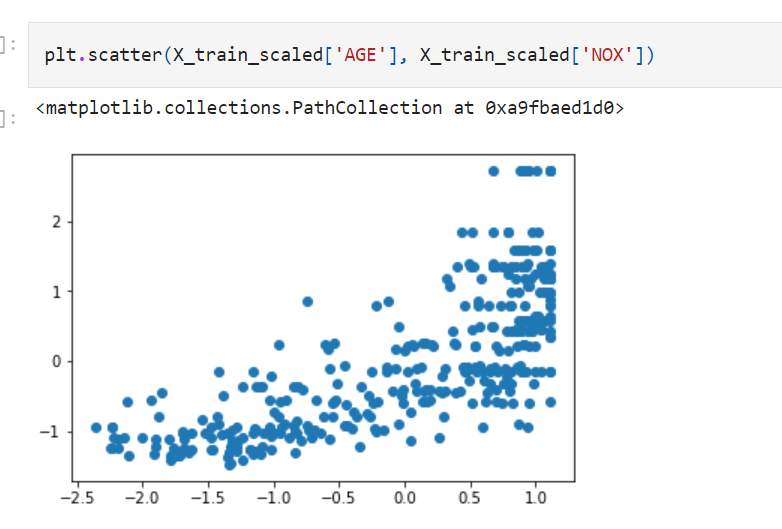 ]:
plt.scatter(X_train_scaled['AGE'], X_train_scaled['NOX'])
]:
<matplotlib.collections.PathCollection at 0xa9fbaed1d0>
2
1
0
−1
−2.5 −2.0 −1.5 −1.0 −0.5 0.0 0.5 1.0